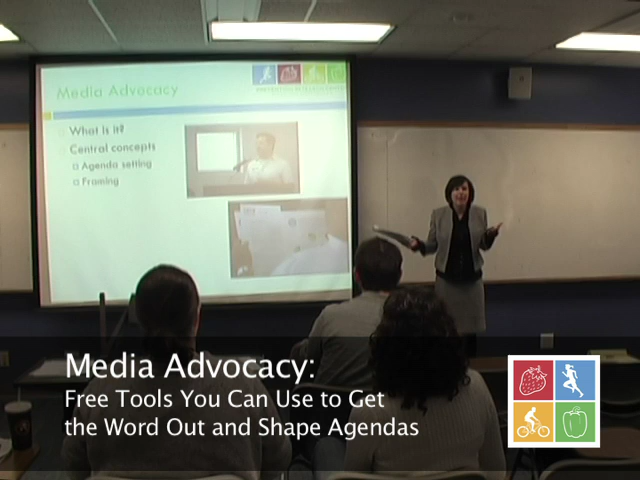 Media Advocacy
What is it?
Central concepts
Agenda setting
Framing
Media Advocacy:
Free Tools You Can Use to Get
the Word Out and Shape Agendas